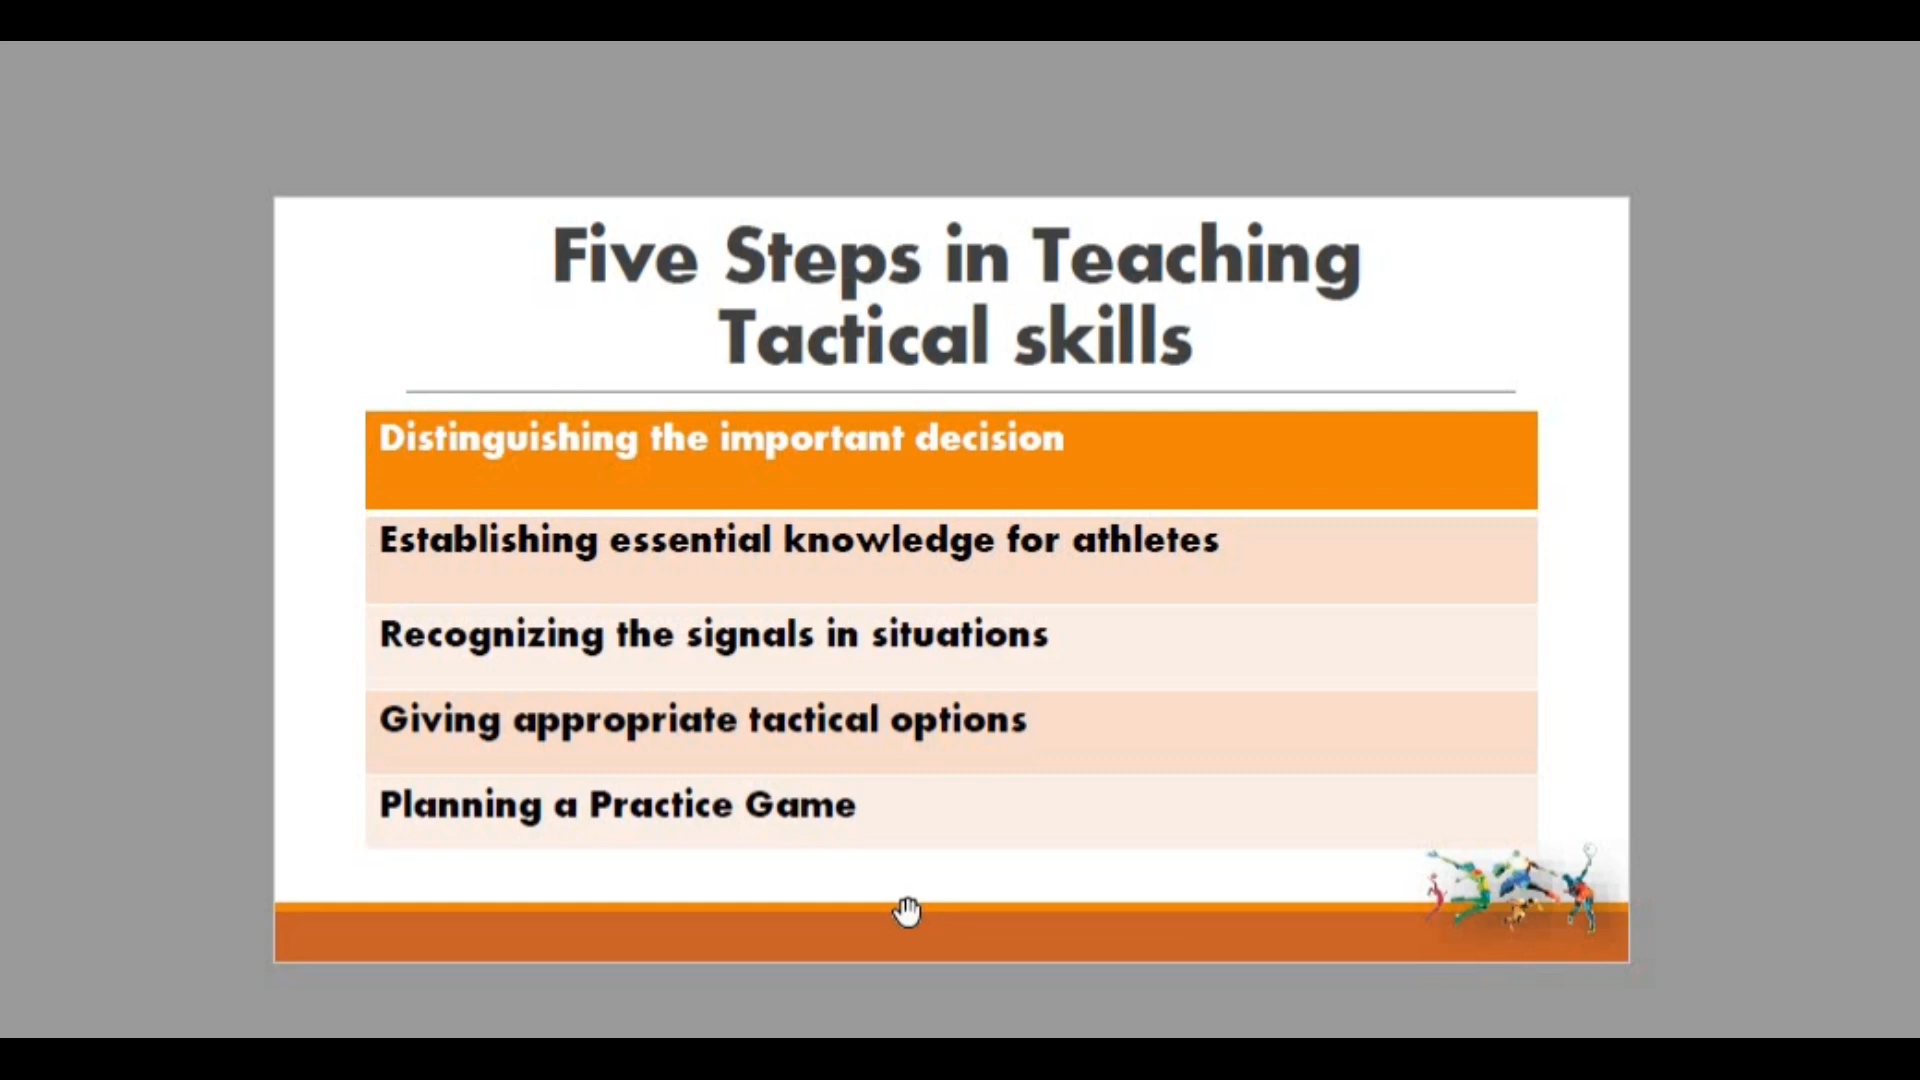 Five Steps in Teaching
Tactical skills
Distinguishing the important decision
Establishing essential knowledge for athletes
Recognizing the signals in situations
Giving appropriate tactical options
Planning a Practice Game